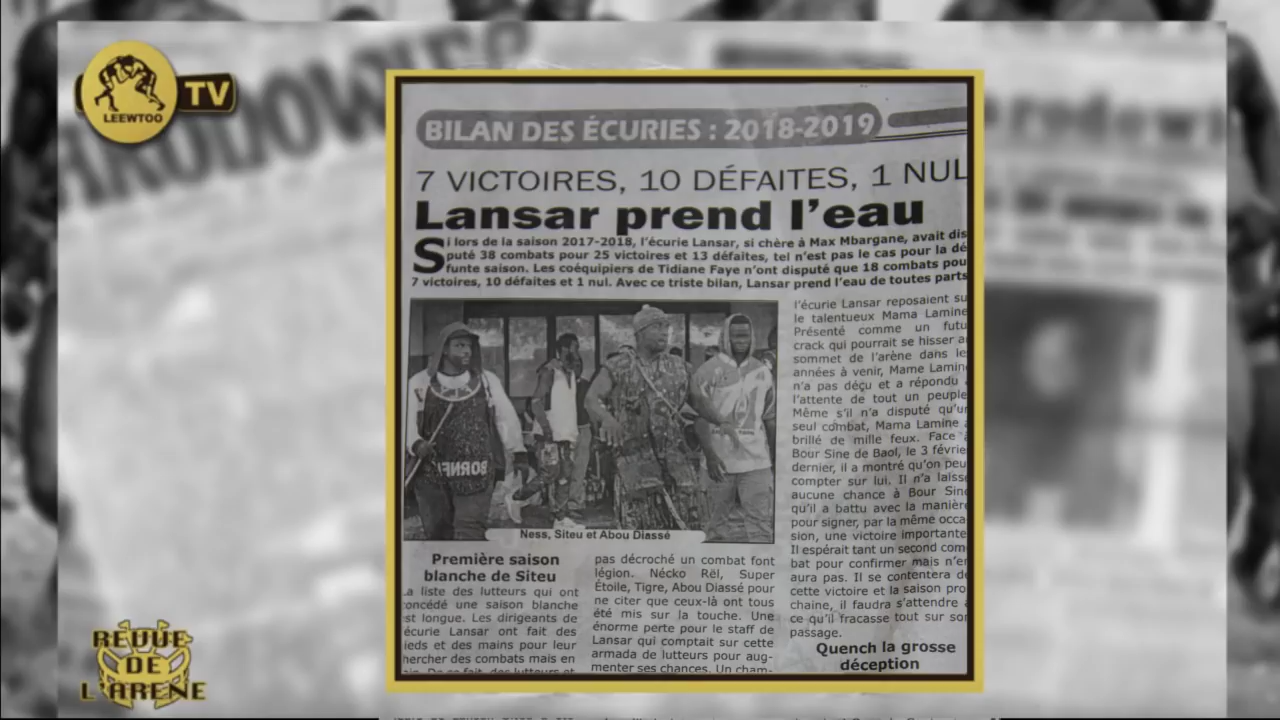 LEEWTOO
TV
BILAN DES ÉCURIES : 2018-2019
7 VICTOIRES, 10 DÉFAITES, 1 NUL
Lansar prend l'eau
Si lors de la saison 2017-2018, l'écurie Lansar, si chère à Max Mbargane, avait dis
puté 38 combats pour 25 victoires et 13 défaites, tel n'est pas le cas pour la dé
funte saison. Les coéquipiers de Tidiane Faye n'ont disputé que 18 combats pou
7 victoires, 10 défaites et 1 nul. Avec ce triste bilan, Lansar prend l'eau de toutes parts
BORNFI
Ness, Siteu et Abou Diassé
Première saison
blanche de Siteu
La liste des lutteurs qui ont
concédé une saison blanche
est longue. Les dirigeants de
écurie Lansar ont fait des
ieds et des mains pour leur
hercher des combats mais en
ain. De ce fait, des lutteurs et
pas décroché un combat font
légion. Nécko Rël, Super
Étoile, Tigre, Abou Diassé pour
ne citer que ceux-là ont tous
été mis sur la touche. Une
énorme perte pour le staff de
Lansar qui comptait sur cette
armada de lutteurs pour aug-
menter ses chances. Un cham-
l'écurie Lansar reposaient su
le talentueux Mama Lamine
Présenté comme un futu
crack qui pourrait se hisser a
sommet de l'arène dans le
années à venir, Mame Lamin
n'a pas déçu et a répondu
l'attente de tout un peuple
Même s'il n'a disputé qu'un
seul combat, Mama Lamine a
brillé de mille feux. Face à
Bour Sine de Baol, le 3 févrie
dernier, il a montré qu'on peu
compter sur lui. Il n'a laissé
aucune chance à Bour Sine
qu'il a battu avec la manière
pour signer, par la même occa
sion, une victoire importante
Il espérait tant un second com
bat pour confirmer mais n'en
aura pas. Il se contentera de
cette victoire et la saison pro
chaine, il faudra s'attendre à
ce qu'il fracasse tout sur son
passage.
Quench la grosse
déception
REVUE
DE
L'ARÈNE